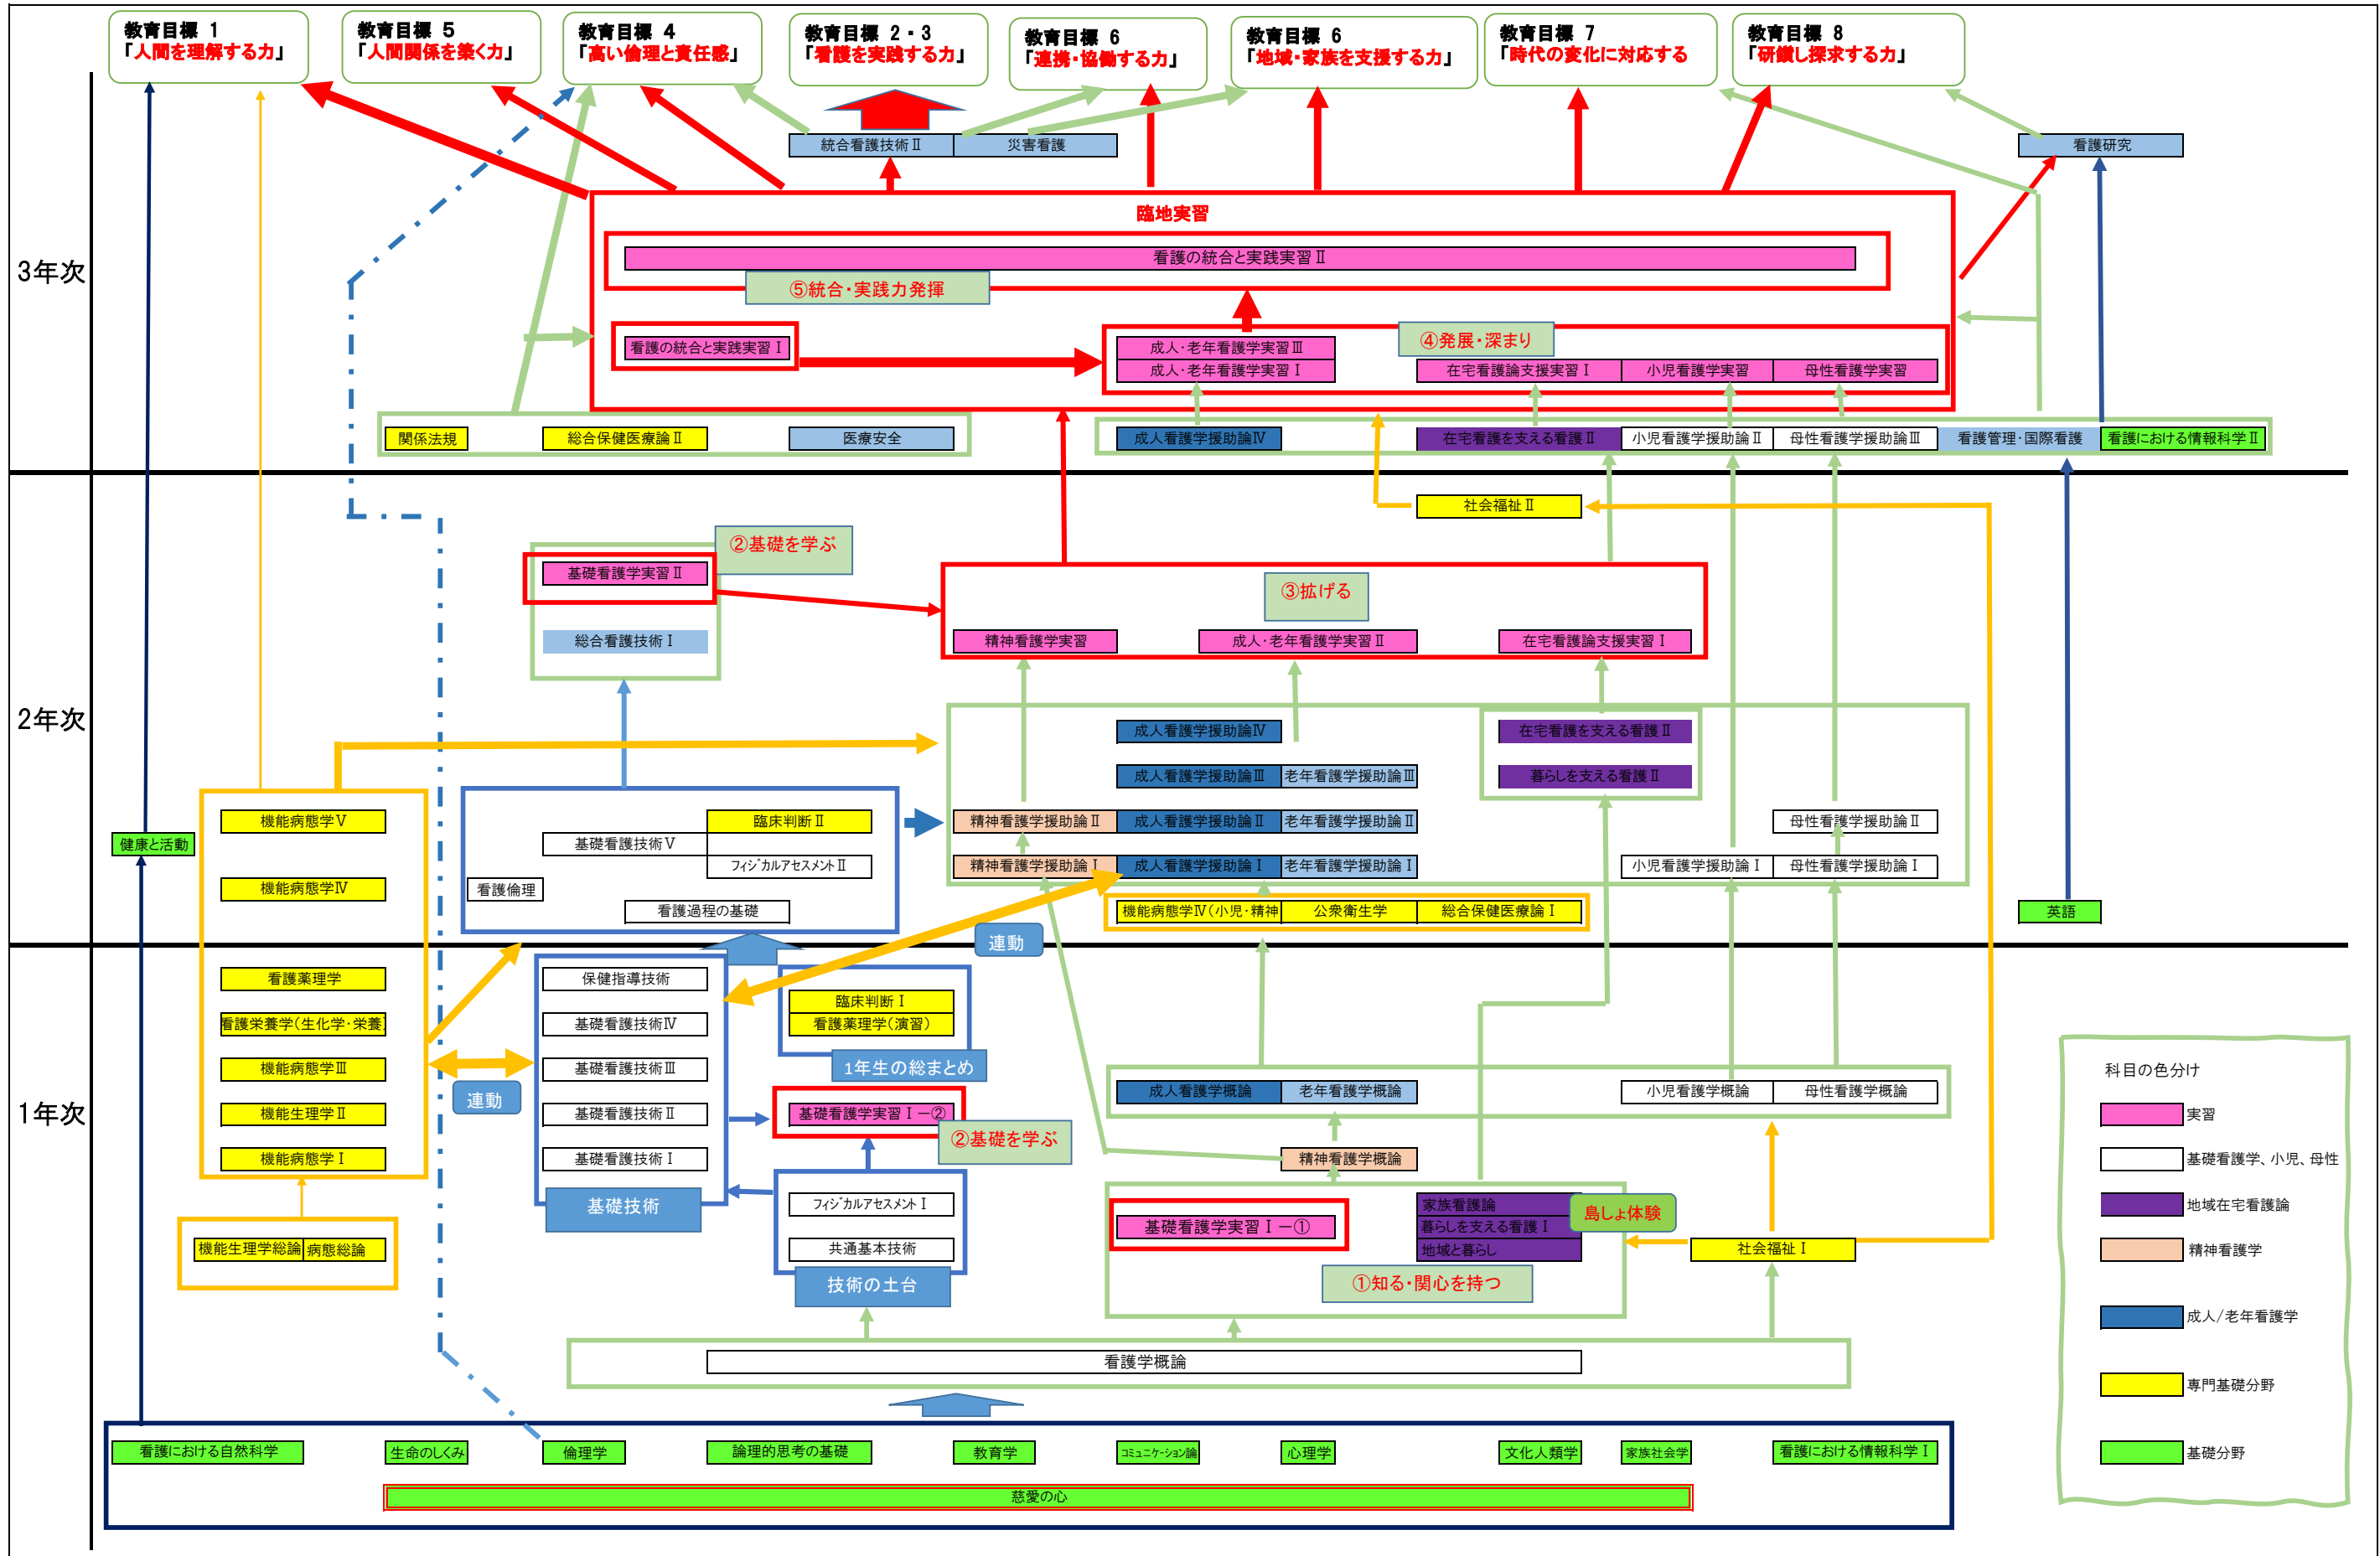 教育目標 1
「人間を理解する力」
教育目標 5
「人間関係を築く力」
教育目標 4
「高い倫理と責任感」
教育目標 2・3
「看護を実践する力」
教育目標 6
「連携・協働する力」
教育目標 6
「地域・家族を支援する力」
教育目標 7
「時代の変化に対応する
教育目標 8
「研鑽し探求する力」
統合看護技術Ⅱ
災害看護
看護研究
臨地実習
3年次
看護の統合と実践実習Ⅱ
⑤統合・実践力発揮
看護の統合と実践実習Ⅰ
成人・老年看護学実習Ⅲ
④発展・深まり
成人・老年看護学実習Ⅰ
在宅看護論支援実習Ⅰ
小児看護学実習
母性看護学実習
関係法規
総合保健医療論Ⅱ
医療安全
成人看護学援助論Ⅳ
在宅看護を支える看護Ⅱ
小児看護学援助論Ⅱ
母性看護学援助論Ⅲ
看護管理・国際看護
看護における情報科学Ⅱ
社会福祉Ⅱ
②基礎を学ぶ
基礎看護学実習Ⅱ
③拡げる
総合看護技術Ⅰ
精神看護学実習
成人・老年看護学実習Ⅱ
在宅看護論支援実習Ⅰ
2年次
成人看護学援助論Ⅳ
在宅看護を支える看護Ⅱ
成人看護学援助論Ⅲ
老年看護学援助論Ⅲ
暮らしを支える看護Ⅱ
機能病態学Ⅴ
臨床判断Ⅱ
精神看護学援助論Ⅱ
成人看護学援助論Ⅱ
老年看護学援助論Ⅱ
母性看護学援助論Ⅱ
健康と活動
基礎看護技術Ⅴ
フィジカルアセスメントⅡ
精神看護学援助論Ⅰ
成人看護学援助論Ⅰ
老年看護学援助論Ⅰ
小児看護学援助論Ⅰ
母性看護学援助論Ⅰ
機能病態学Ⅳ
看護倫理
看護過程の基礎
機能病態学Ⅳ(小児・精神
公衆衛生学
総合保健医療論Ⅰ
英語
連動
看護薬理学
保健指導技術
臨床判断Ⅰ
看護栄養学(生化学・栄養)
基礎看護技術Ⅳ
看護薬理学(演習)
機能病態学Ⅲ
基礎看護技術Ⅲ
1年生の総まとめ
連動
成人看護学概論
老年看護学概論
小児看護学概論
母性看護学概論
1年次
機能生理学Ⅱ
基礎看護技術Ⅱ
基礎看護学実習Ⅰ－②
②基礎を学ぶ
機能病態学Ⅰ
基礎看護技術Ⅰ
精神看護学概論
基礎技術
フィジカルアセスメントⅠ
家族看護論
島しょ体験
基礎看護学実習Ⅰ－①
暮らしを支える看護Ⅰ
機能生理学総論
病態総論
共通基本技術
地域と暮らし
社会福祉Ⅰ
技術の土台
①知る・関心を持つ
看護学概論
看護における自然科学
生命のしくみ
倫理学
論理的思考の基礎
教育学
コミュニケーション論
心理学
文化人類学
家族社会学
看護における情報科学Ⅰ
慈愛の心
科目の色分け
実習
基礎看護学、小児、母性
地域在宅看護論
精神看護学
成人/老年看護学
専門基礎分野
基礎分野